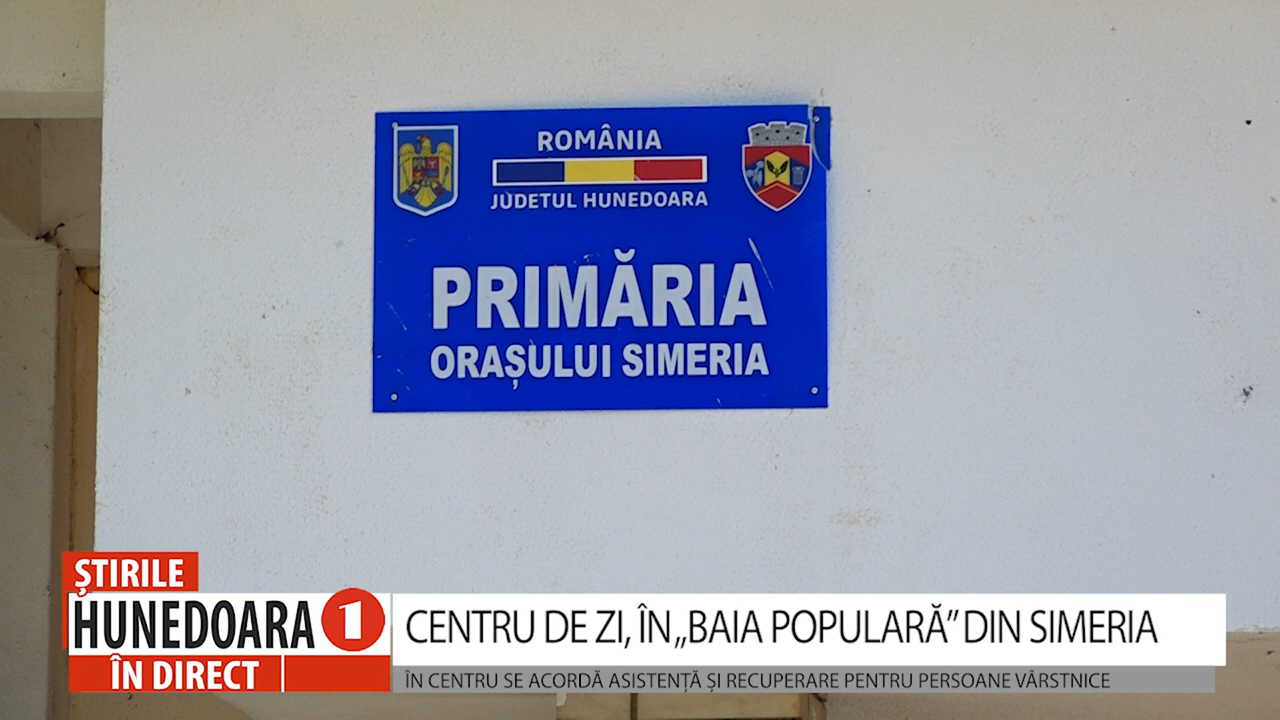 ROMÂNIA
JUDETUL HUNEDOARA
PRIMĂRIA
ORAȘULUI SIMERIA
ȘTIRILE
HUNEDOARA 1
ÎN DIRECT
CENTRU DE ZI, ÎN „BAIA POPULARĂ” DIN SIMERIA
ÎN CENTRU SE ACORDĂ ASISTENȚĂ ȘI RECUPERARE PENTRU PERSOANE VÂRSTNICE